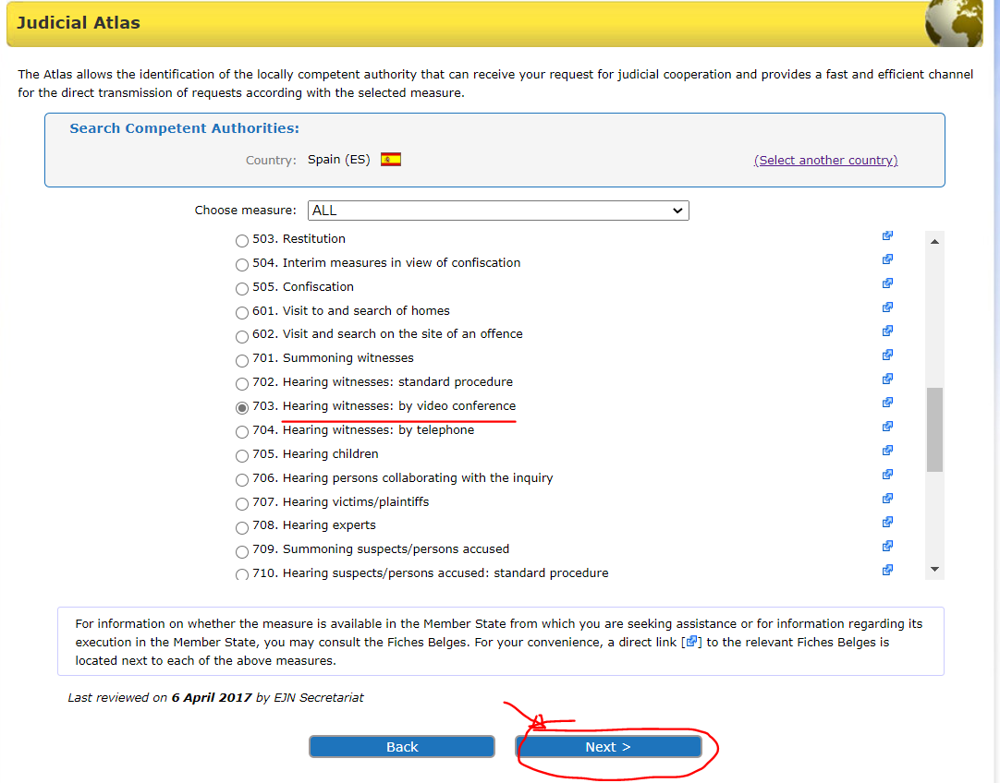 Judicial Atlas
The Atlas allows the identification of the locally competent authority that can receive your request for judicial cooperation and provides a fast and efficient channel
for the direct transmission of requests according with the selected measure.
Search Competent Authorities:
Country: Spain (ES) (Select another country)
Choose measure: ALL
503. Restitution
504. Interim measures in view of confiscation
505. Confiscation
601. Visit to and search of homes
602. Visit and search on the site of an offence
701. Summoning witnesses
702. Hearing witnesses: standard procedure
703. Hearing witnesses: by video conference
704. Hearing witnesses: by telephone
705. Hearing children
706. Hearing persons collaborating with the inquiry
707. Hearing victims/plaintiffs
708. Hearing experts
709. Summoning suspects/persons accused
710. Hearing suspects/persons accused: standard procedure
For information on whether the measure is available in the Member State from which you are seeking assistance or for information regarding its
execution in the Member State, you may consult the Fiches Belges. For your convenience, a direct link [] to the relevant Fiches Belges is
located next to each of the above measures.
Last reviewed on 6 April 2017 by EJN Secretariat
Back Next >